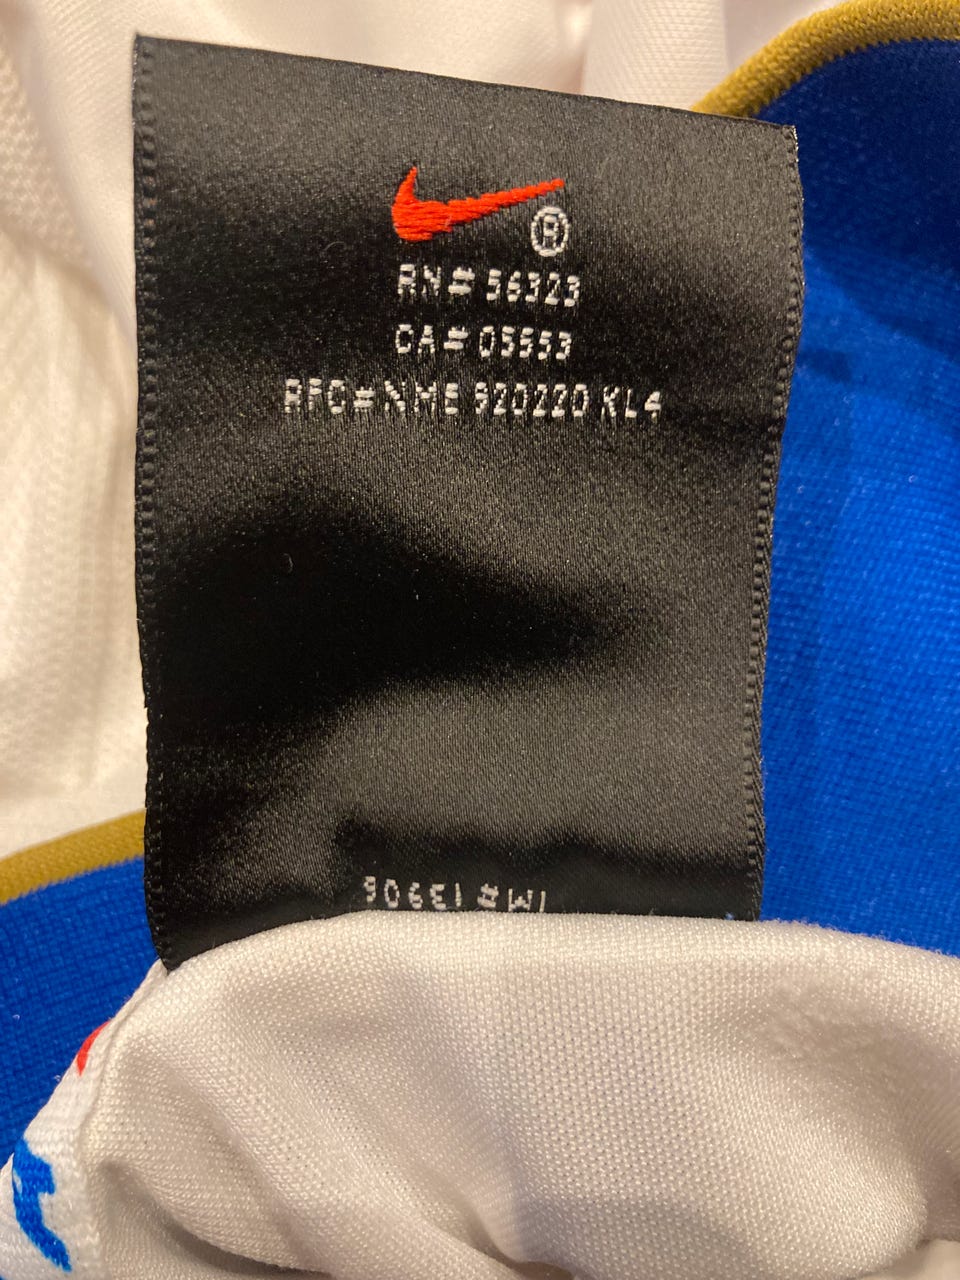 ®
RN# 56323
CA# 05553
RFC# NME 920220 KL4
IM# 13906